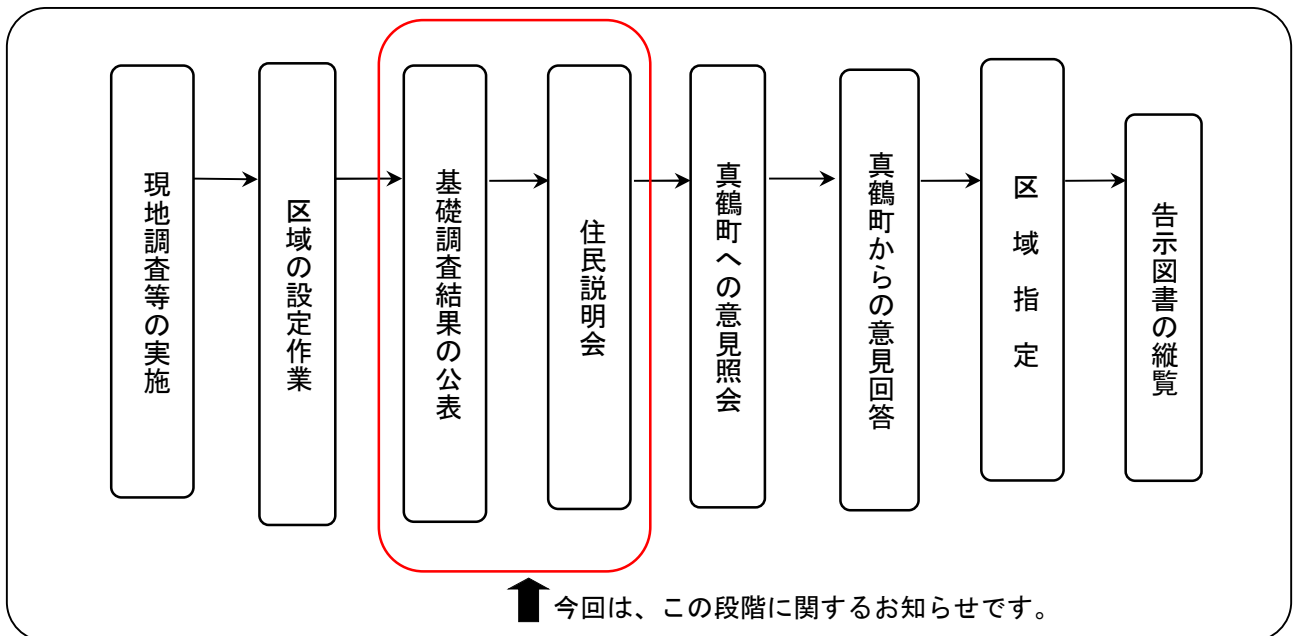 現地調査等の実施
区域の設定作業
基礎調査結果の公表
住民説明会
真鶴町への意見照会
真鶴町からの意見回答
区域指定
告示図書の縦覧
今回は、この段階に関するお知らせです。